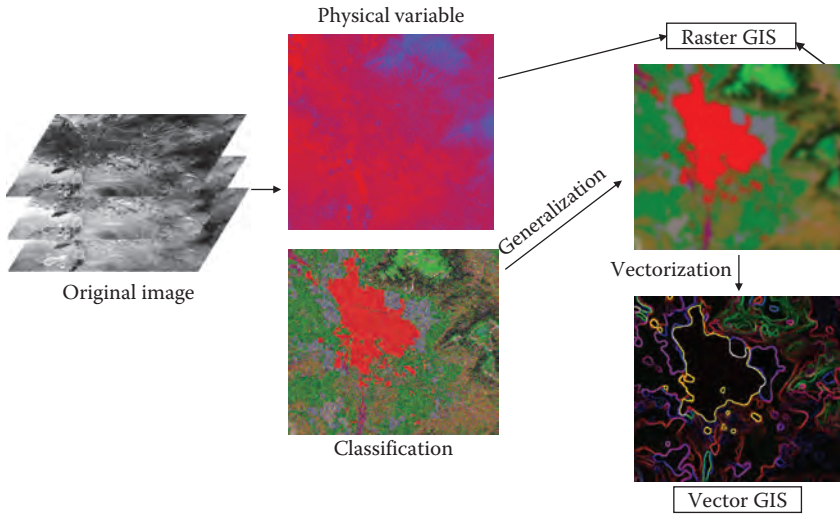 Physical variable
Raster GIS
Original image
Generalization
Vectorization
Classification
Vector GIS